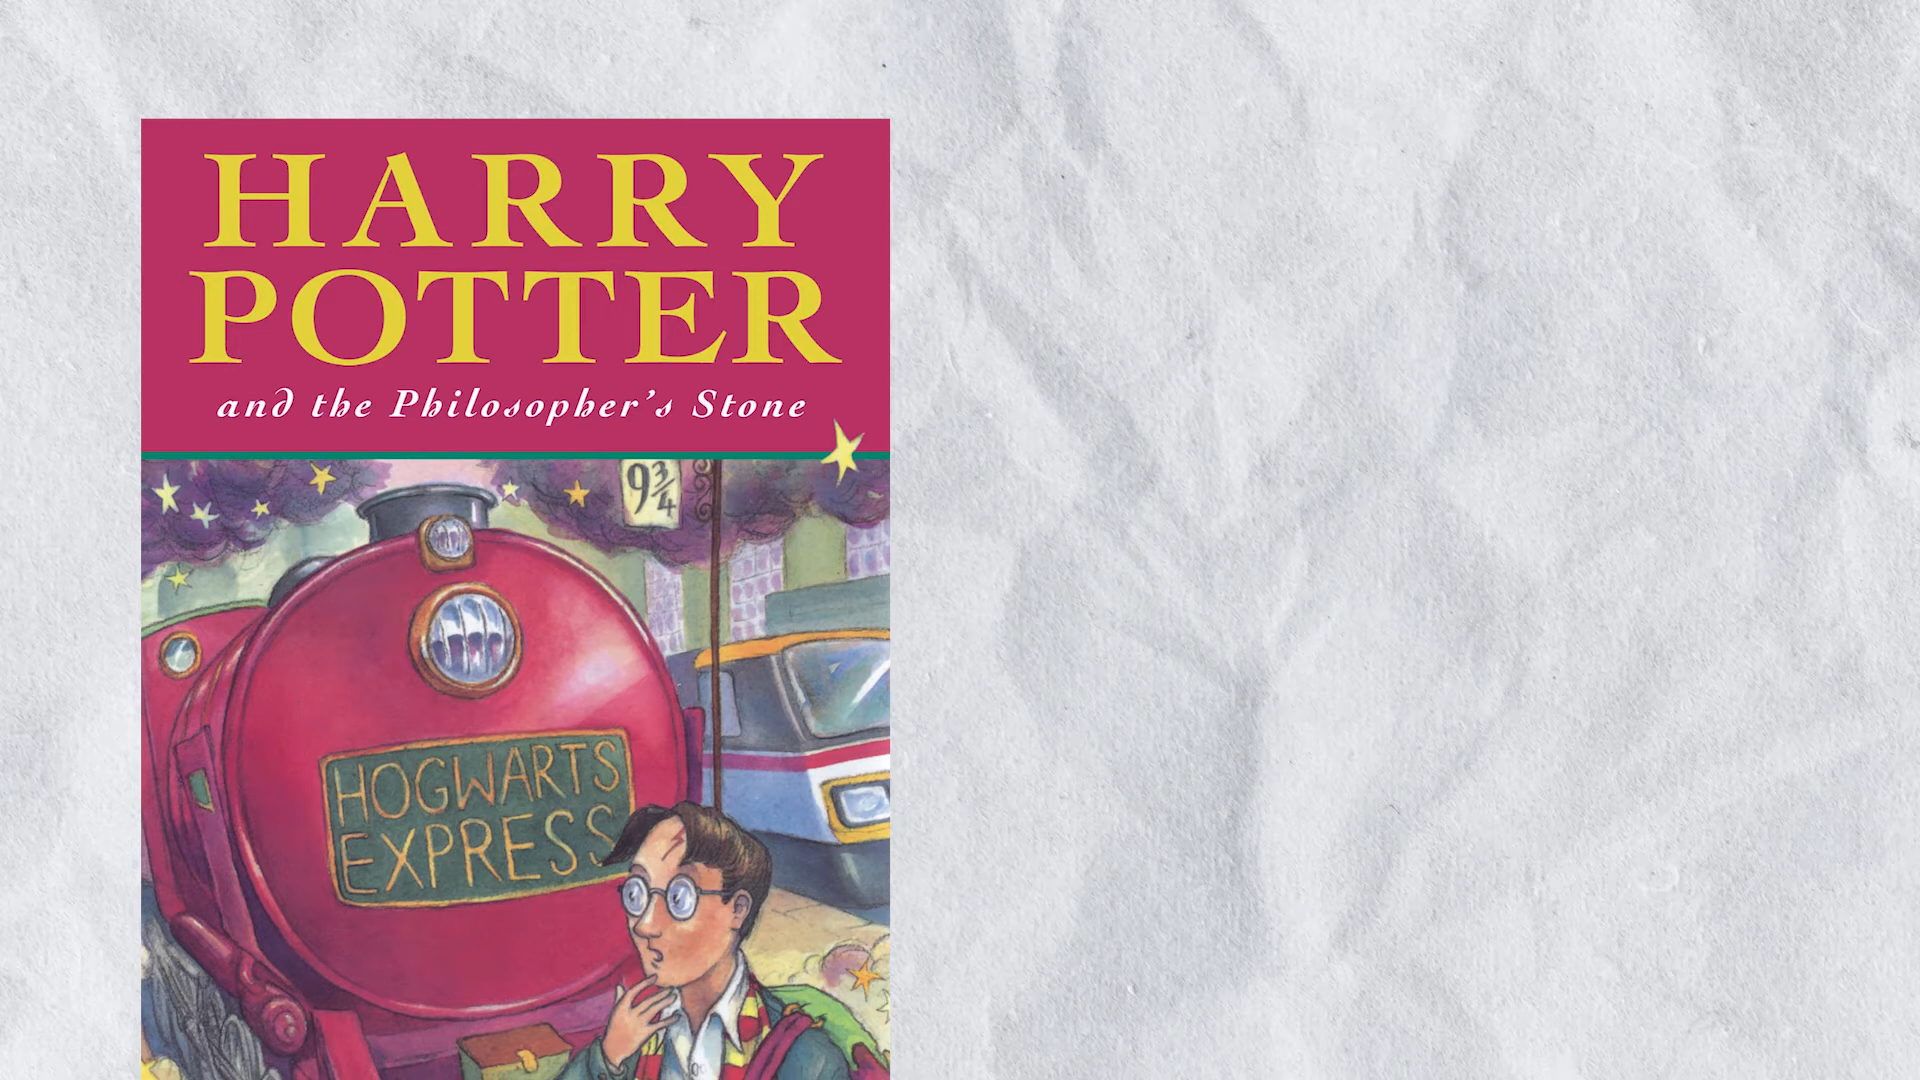 HARRY
POTTER
and the Philosopher's Stone
9¾
HOGWARTS
EXPRESS